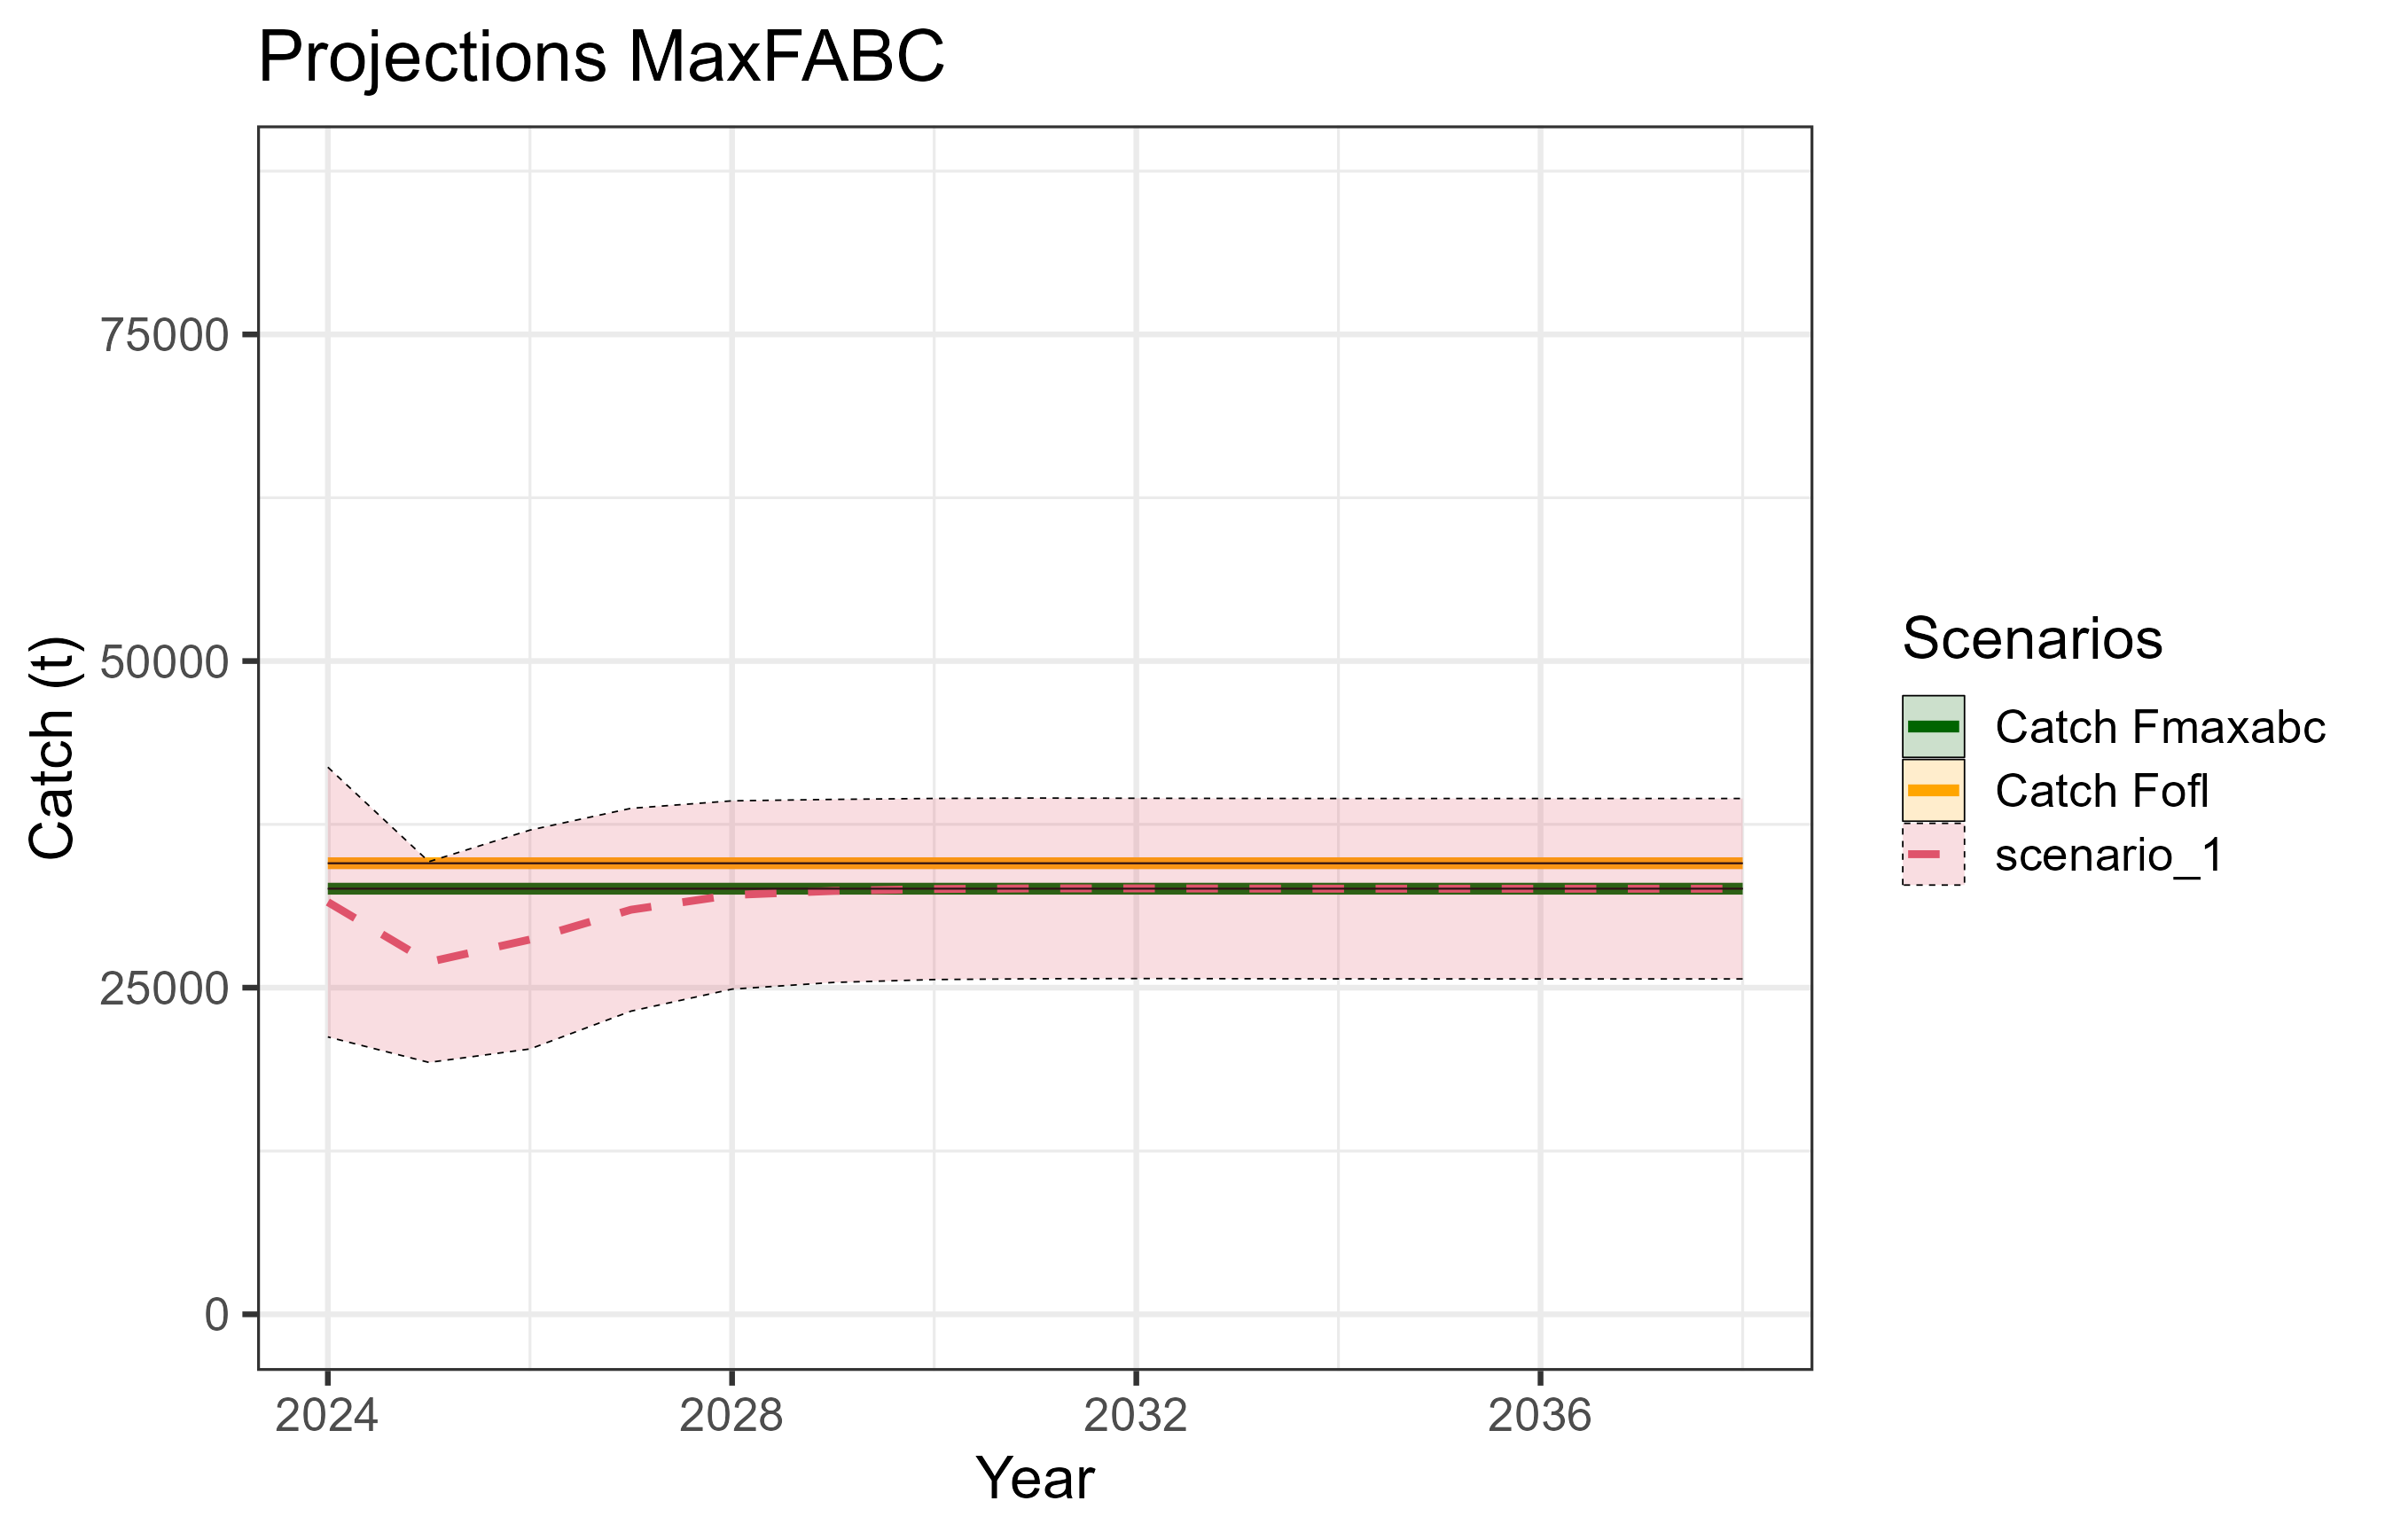 Projections MaxFABC
Catch (t)
75000
50000
25000
0
2024
2028
2032
2036
Year
Scenarios
Catch Fmaxabc
Catch Fofl
scenario_1